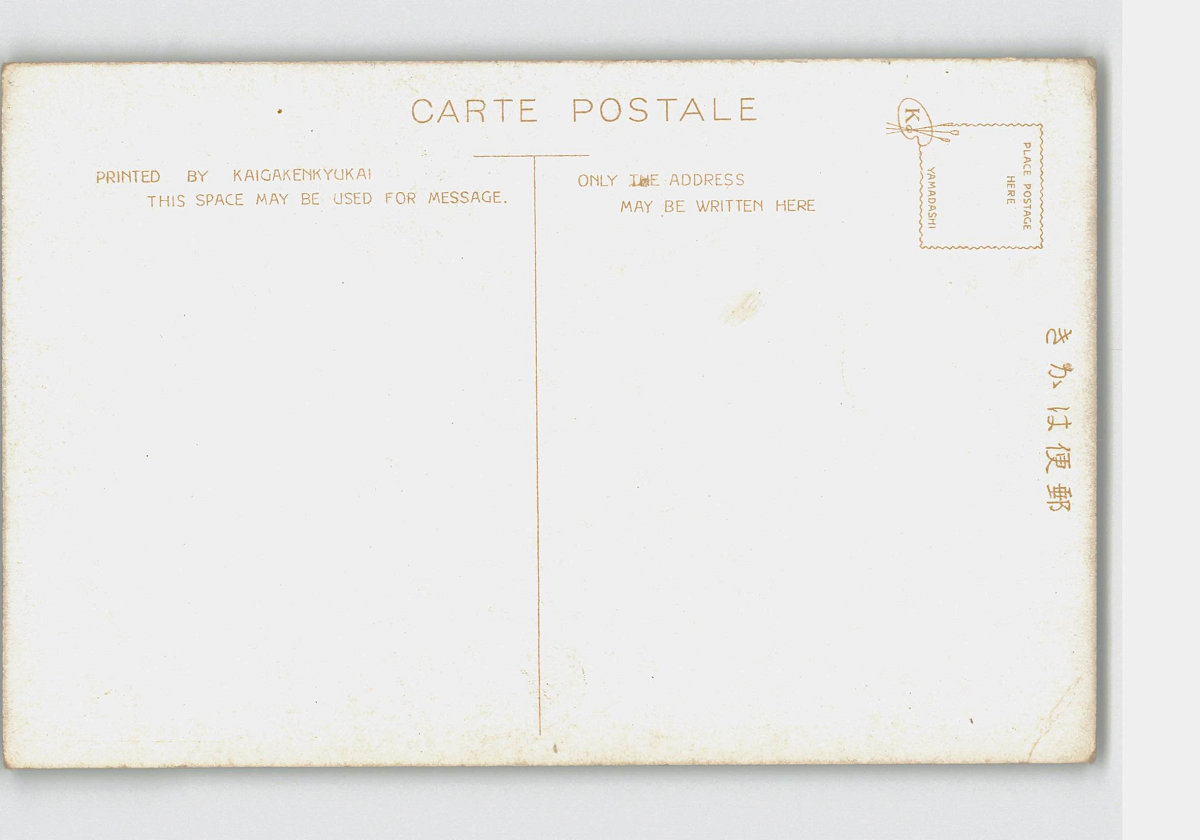 CARTE POSTALE
PRINTED BY KAIGAKENKYUKAI
THIS SPACE MAY BE USED FOR MESSAGE.
ONLY THE ADDRESS
MAY BE WRITTEN HERE
K
PLACE POSTAGE
HERE
YAMADASHI
きかは便郵